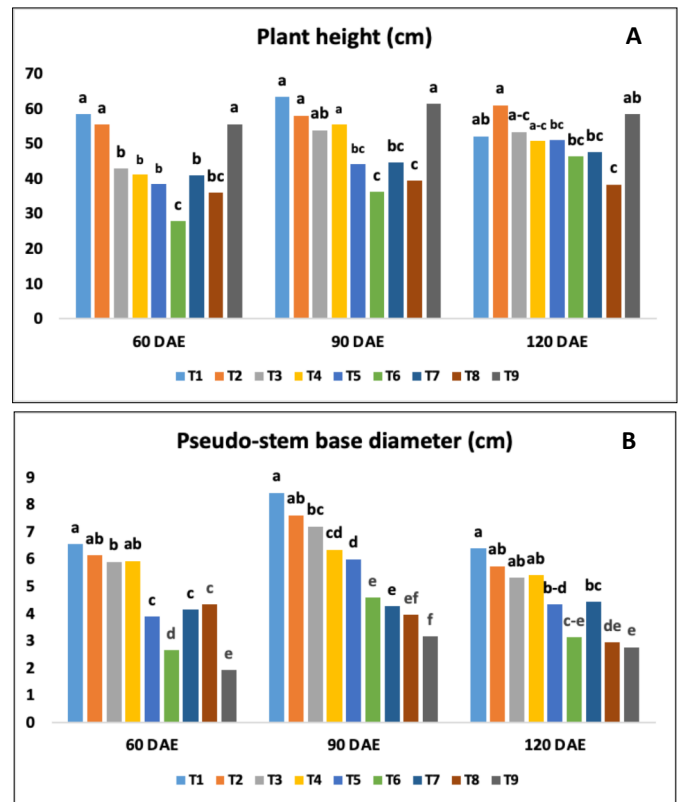 Plant height (cm) A
70
60
50
40
30
20
10
0
a a b b b c b bc a
a a ab a bc c bc c a
ab a a-c a-c bc bc bc c ab
60 DAE 90 DAE 120 DAE
T1 T2 T3 T4 T5 T6 T7 T8 T9
Pseudo-stem base diameter (cm) B
9
8
7
6
5
4
3
2
1
0
a ab b ab c d c c e
a ab bc cd d e e ef f
a ab ab ab b-d c-e bc de e
60 DAE 90 DAE 120 DAE
T1 T2 T3 T4 T5 T6 T7 T8 T9